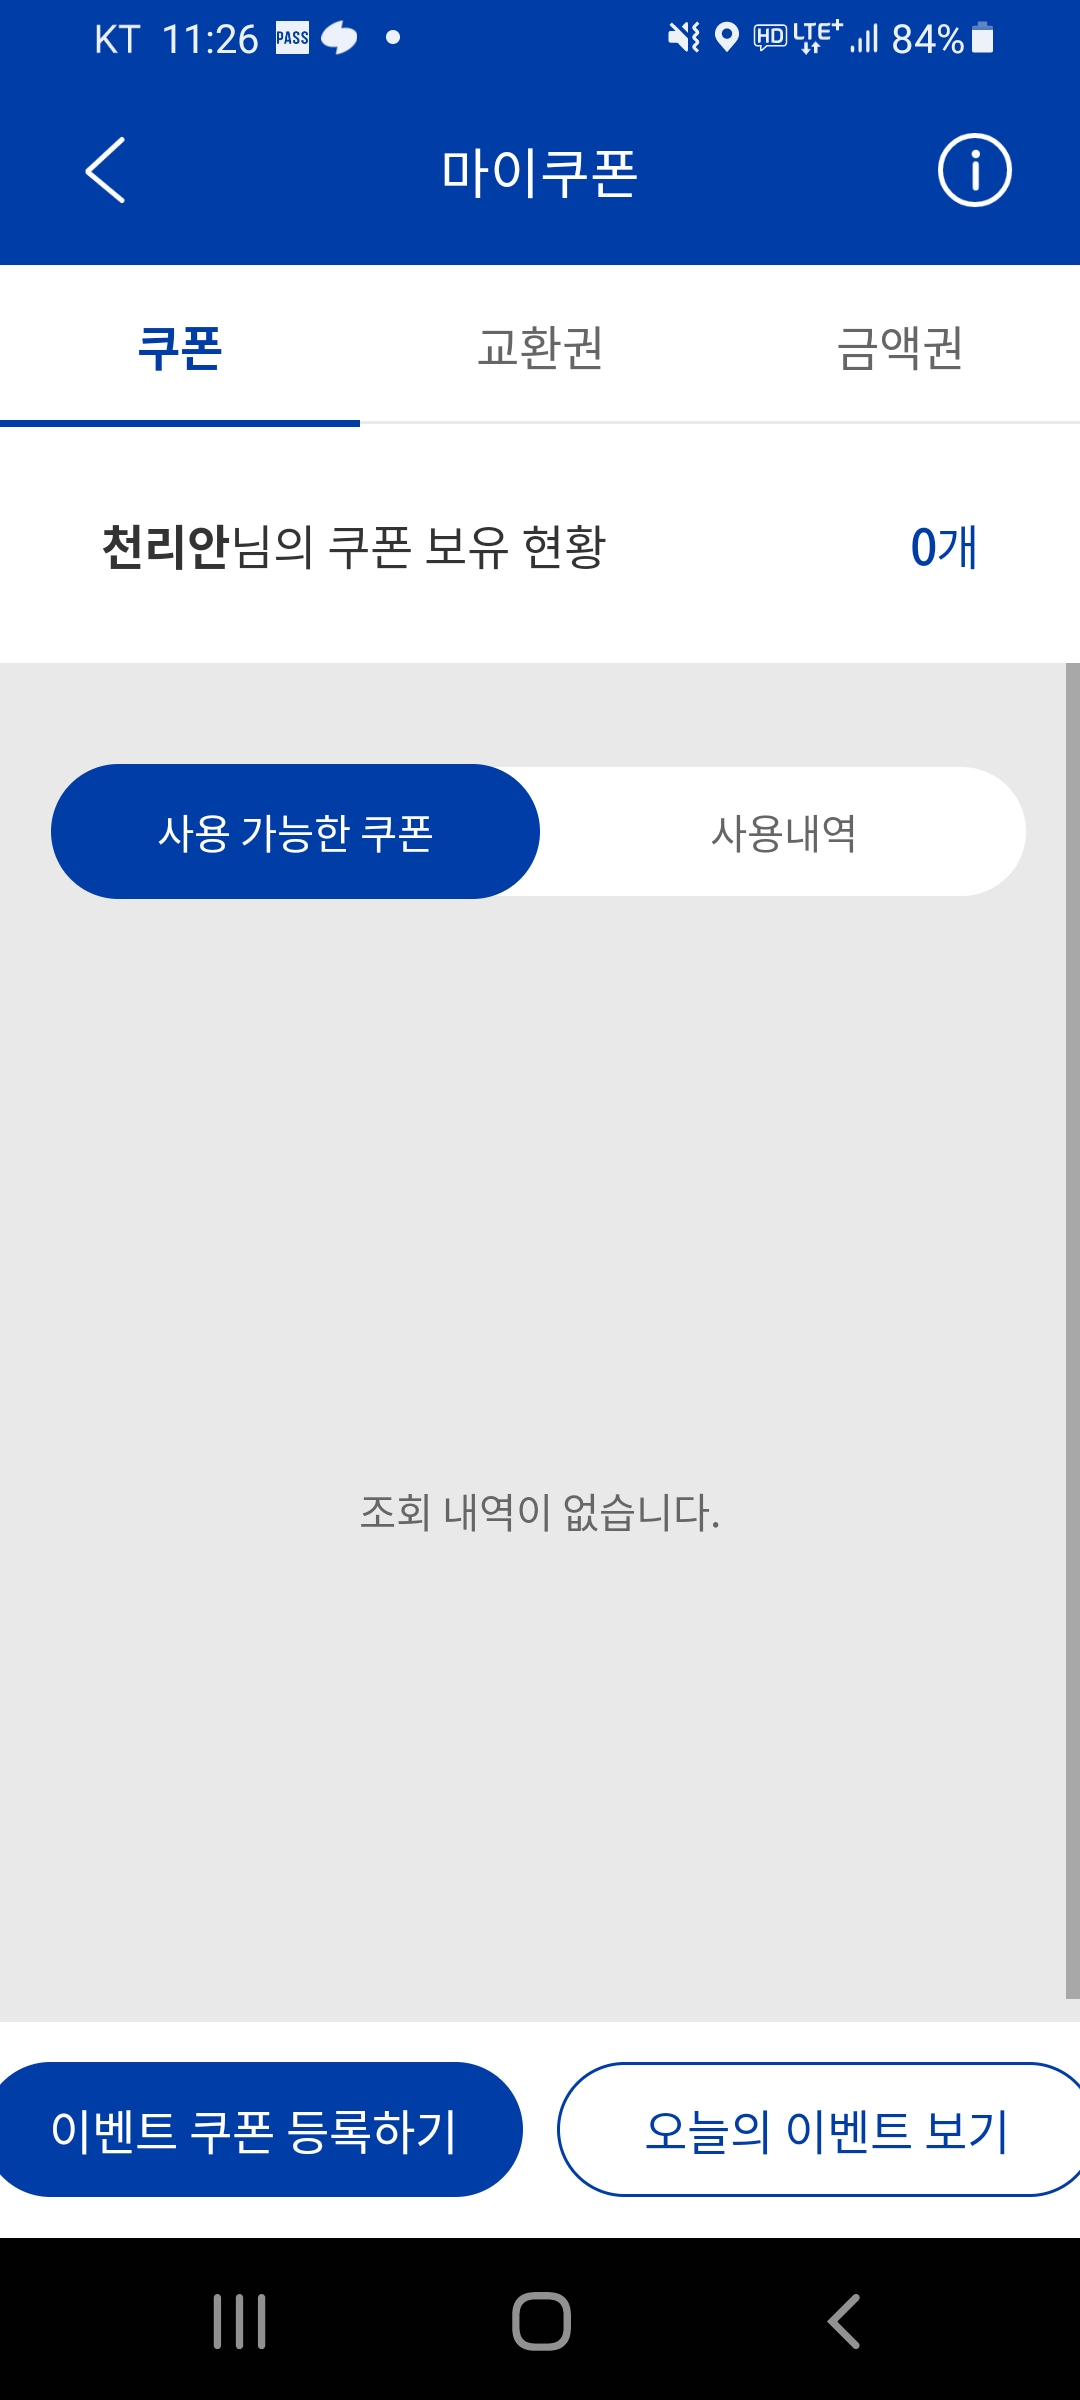 KT 11:26 PASS HD LTE+ 84%
마이쿠폰
쿠폰 교환권 금액권
천리안님의 쿠폰 보유 현황 0개
사용 가능한 쿠폰 사용내역
조회 내역이 없습니다.
이벤트 쿠폰 등록하기 오늘의 이벤트 보기